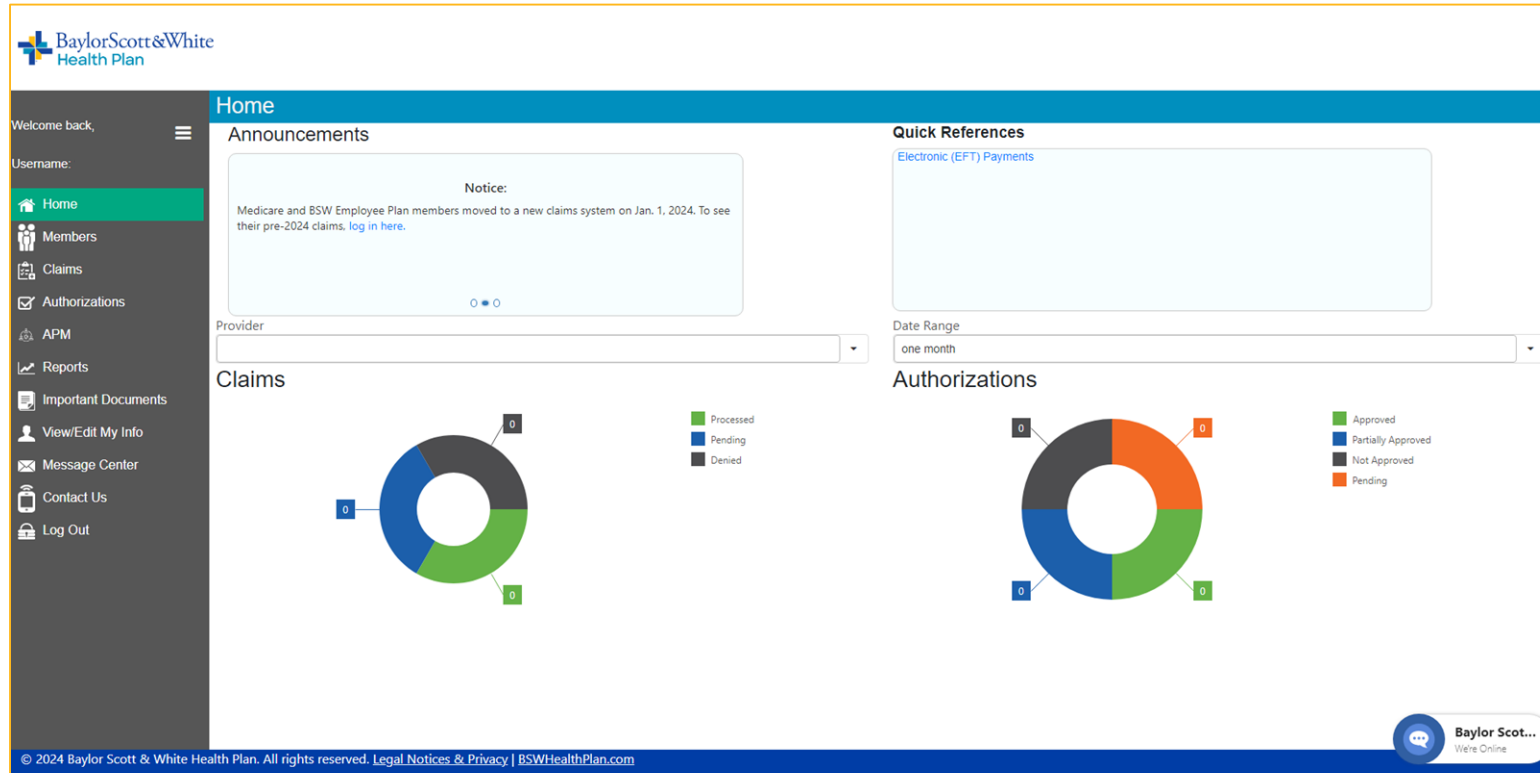 BaylorScott&White
Health Plan
Welcome back,
Username:
Home
Members
Claims
Authorizations
APM
Reports
Important Documents
View/Edit My Info
Message Center
Contact Us
Log Out
Home
Announcements
Notice:
Medicare and BSW Employee Plan members moved to a new claims system on Jan. 1, 2024. To see
their pre-2024 claims, log in here.
Quick References
Electronic (EFT) Payments
Provider
Date Range
one month
Claims
0
0
0
Processed
Pending
Denied
Authorizations
0
0
0
0
Approved
Partially Approved
Not Approved
Pending
Baylor Scot...
We're Online
© 2024 Baylor Scott & White Health Plan. All rights reserved. Legal Notices & Privacy | BSWHealthPlan.com